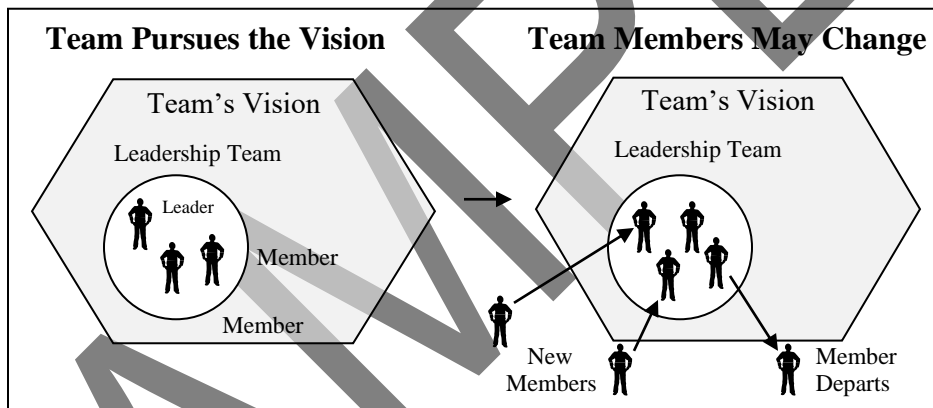 Team Pursues the Vision
Team's Vision
Leadership Team
Leader
Member
Member
Team Members May Change
Team's Vision
Leadership Team
New
Members
Member
Departs